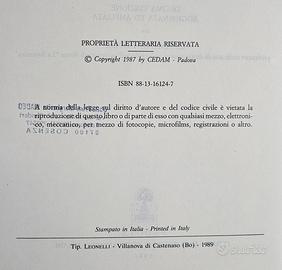 PROPRIETÀ LETTERARIA RISERVATA
© Copyright 1987 by CEDAM - Padova
ISBN 88-13-16124-7
A norma della legge sul diritto d'autore e del codice civile è vietata la
riproduzione di questo libro o di parte di esso con qualsiasi mezzo, elettroni-
co, meccanico, per mezzo di fotocopie, microfilms, registrazioni o altro.
87100 COSENZA
Stampato in Italia - Printed in Italy
Tip. LEONELLI - Villanova di Castenaso (Bo) - 1989
subito